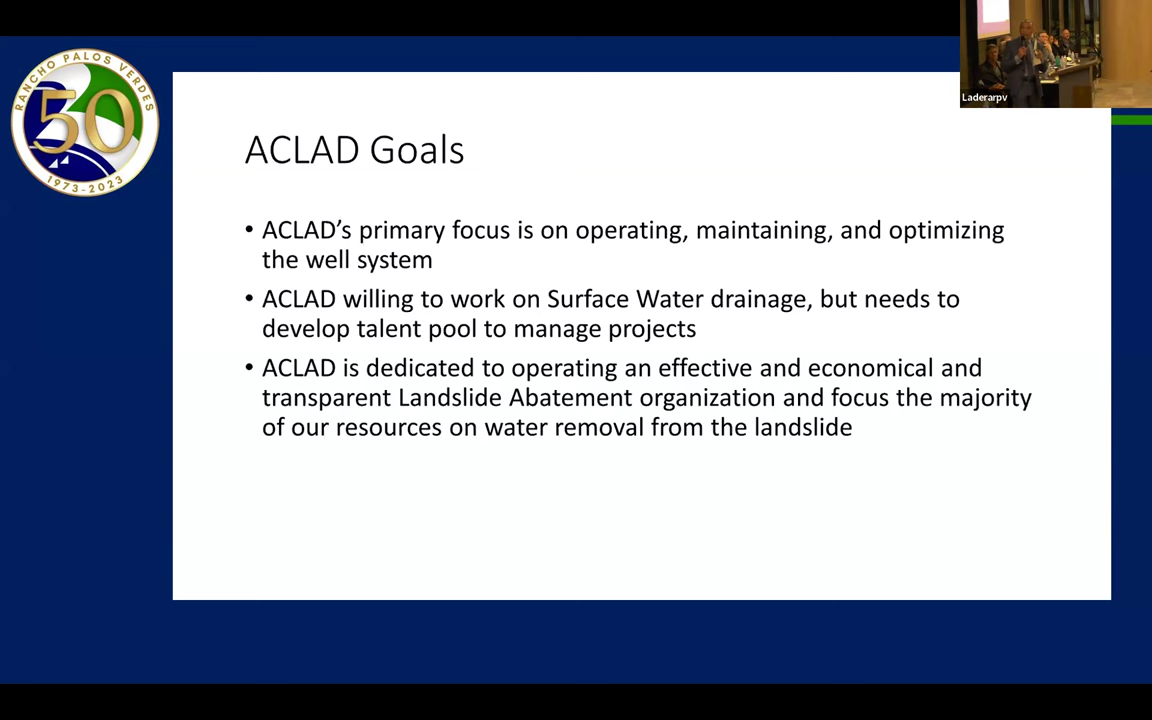 RANCHO PALOS VERDES
50
1973-2023
Laderarpv
ACLAD Goals
• ACLAD’s primary focus is on operating, maintaining, and optimizing
the well system
• ACLAD willing to work on Surface Water drainage, but needs to
develop talent pool to manage projects
• ACLAD is dedicated to operating an effective and economical and
transparent Landslide Abatement organization and focus the majority
of our resources on water removal from the landslide